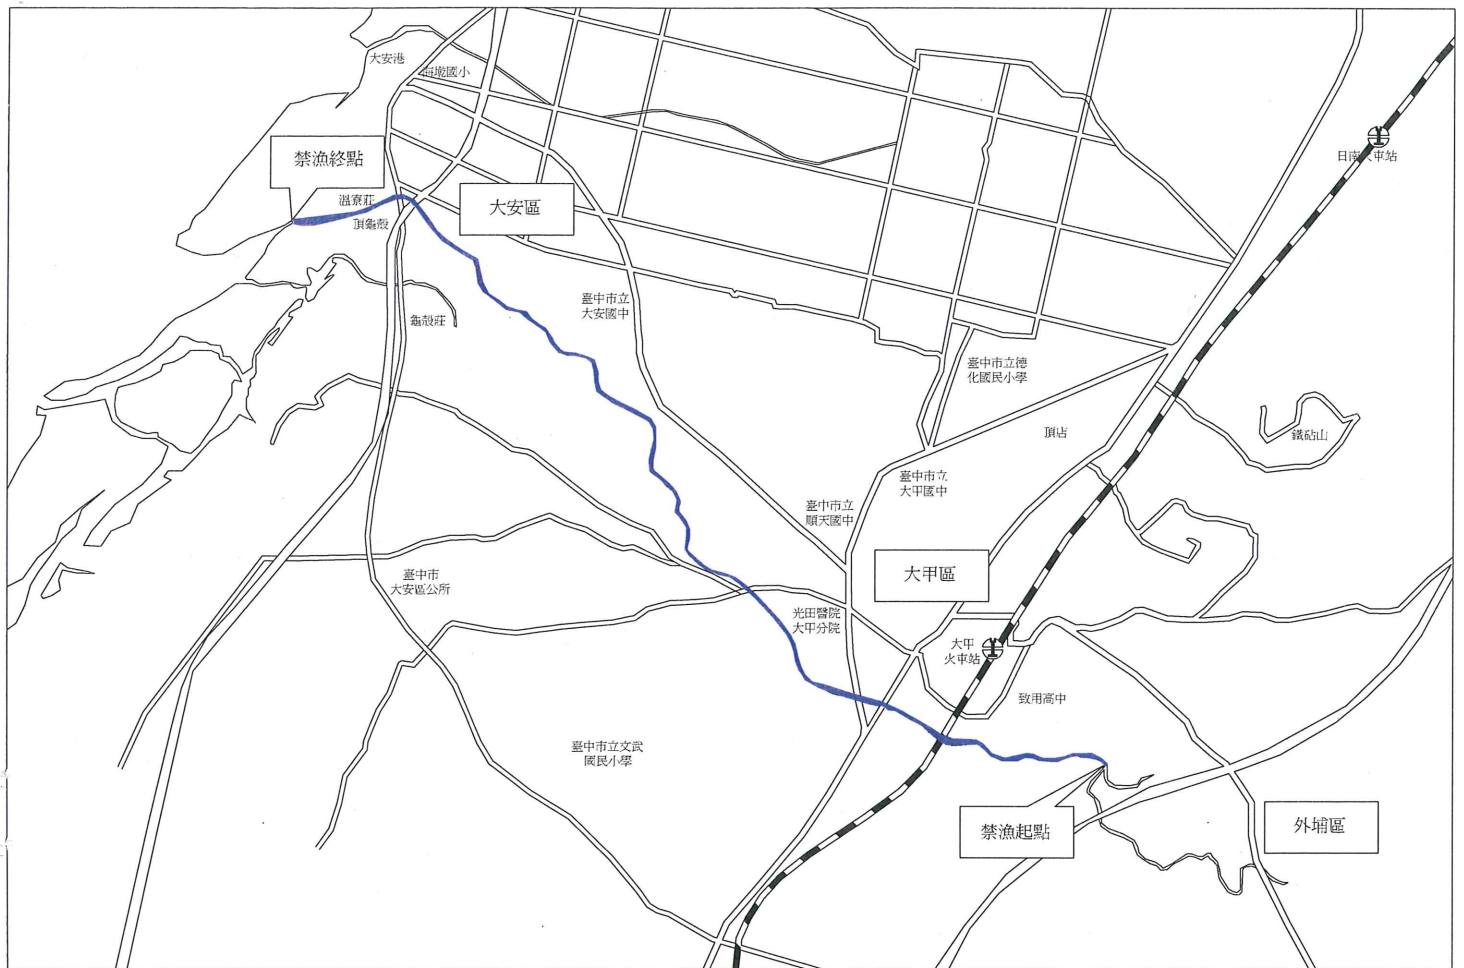 大安港
海墘國小
日南火車站
禁漁終點
溫寮莊
大安區
頂龜殼
臺中市立
大安國中
龜殼莊
臺中市立德
化國民小學
頂店
鐵砧山
臺中市立
大甲國中
臺中市立
順天國中
大甲區
臺中市
大安區公所
光田醫院
大甲分院
大甲
火車站
致用高中
臺中市立文武
國民小學
禁漁起點
外埔區